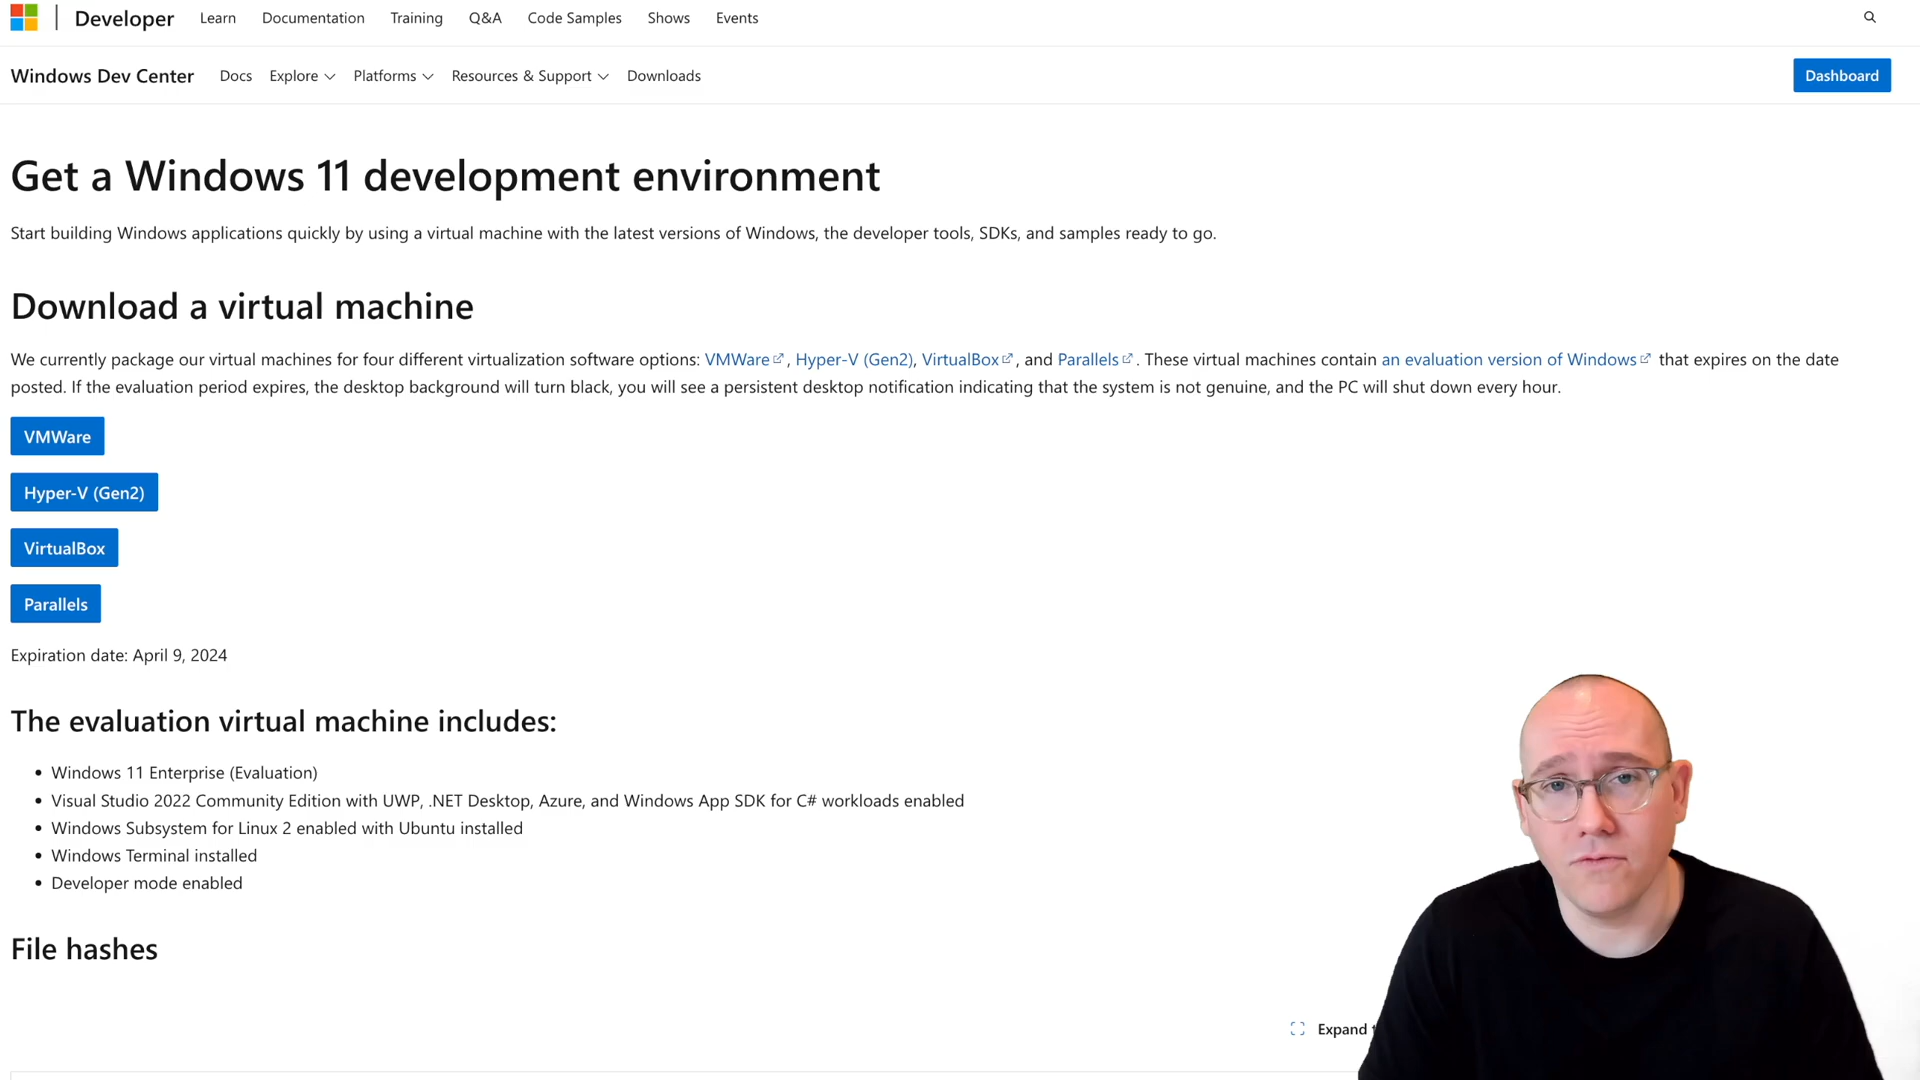 Developer Learn Documentation Training Q&A Code Samples Shows Events
Windows Dev Center Docs Explore Platforms Resources & Support Downloads Dashboard
Get a Windows 11 development environment
Start building Windows applications quickly by using a virtual machine with the latest versions of Windows, the developer tools, SDKs, and samples ready to go.
Download a virtual machine
We currently package our virtual machines for four different virtualization software options: VMWare, Hyper-V (Gen2), VirtualBox, and Parallels. These virtual machines contain an evaluation version of Windows that expires on the date
posted. If the evaluation period expires, the desktop background will turn black, you will see a persistent desktop notification indicating that the system is not genuine, and the PC will shut down every hour.
VMWare
Hyper-V (Gen2)
VirtualBox
Parallels
Expiration date: April 9, 2024
The evaluation virtual machine includes:
• Windows 11 Enterprise (Evaluation)
• Visual Studio 2022 Community Edition with UWP, .NET Desktop, Azure, and Windows App SDK for C# workloads enabled
• Windows Subsystem for Linux 2 enabled with Ubuntu installed
• Windows Terminal installed
• Developer mode enabled
File hashes
Expand